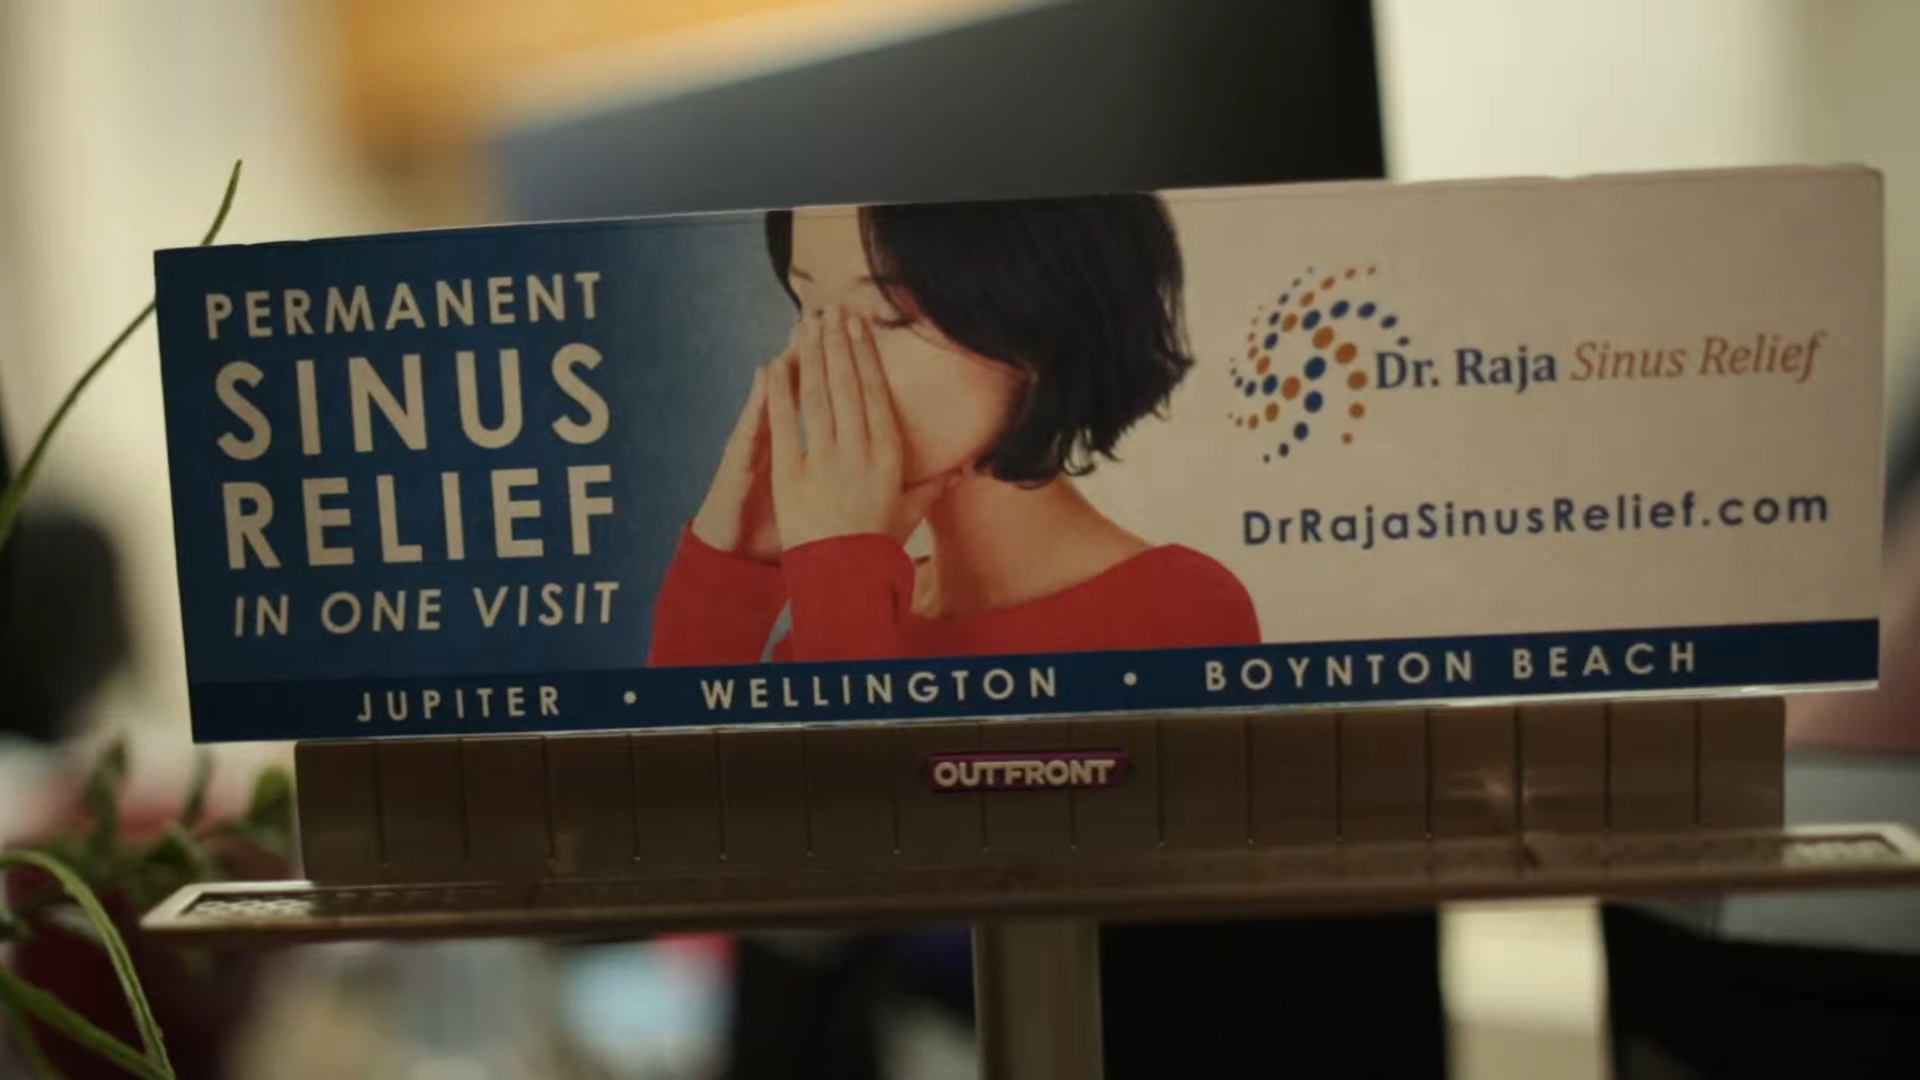 PERMANENT
SINUS
RELIEF
IN ONE VISIT
Dr. Raja Sinus Relief
DrRajaSinusRelief.com
JUPITER • WELLINGTON • BOYNTON BEACH
OUTFRONT